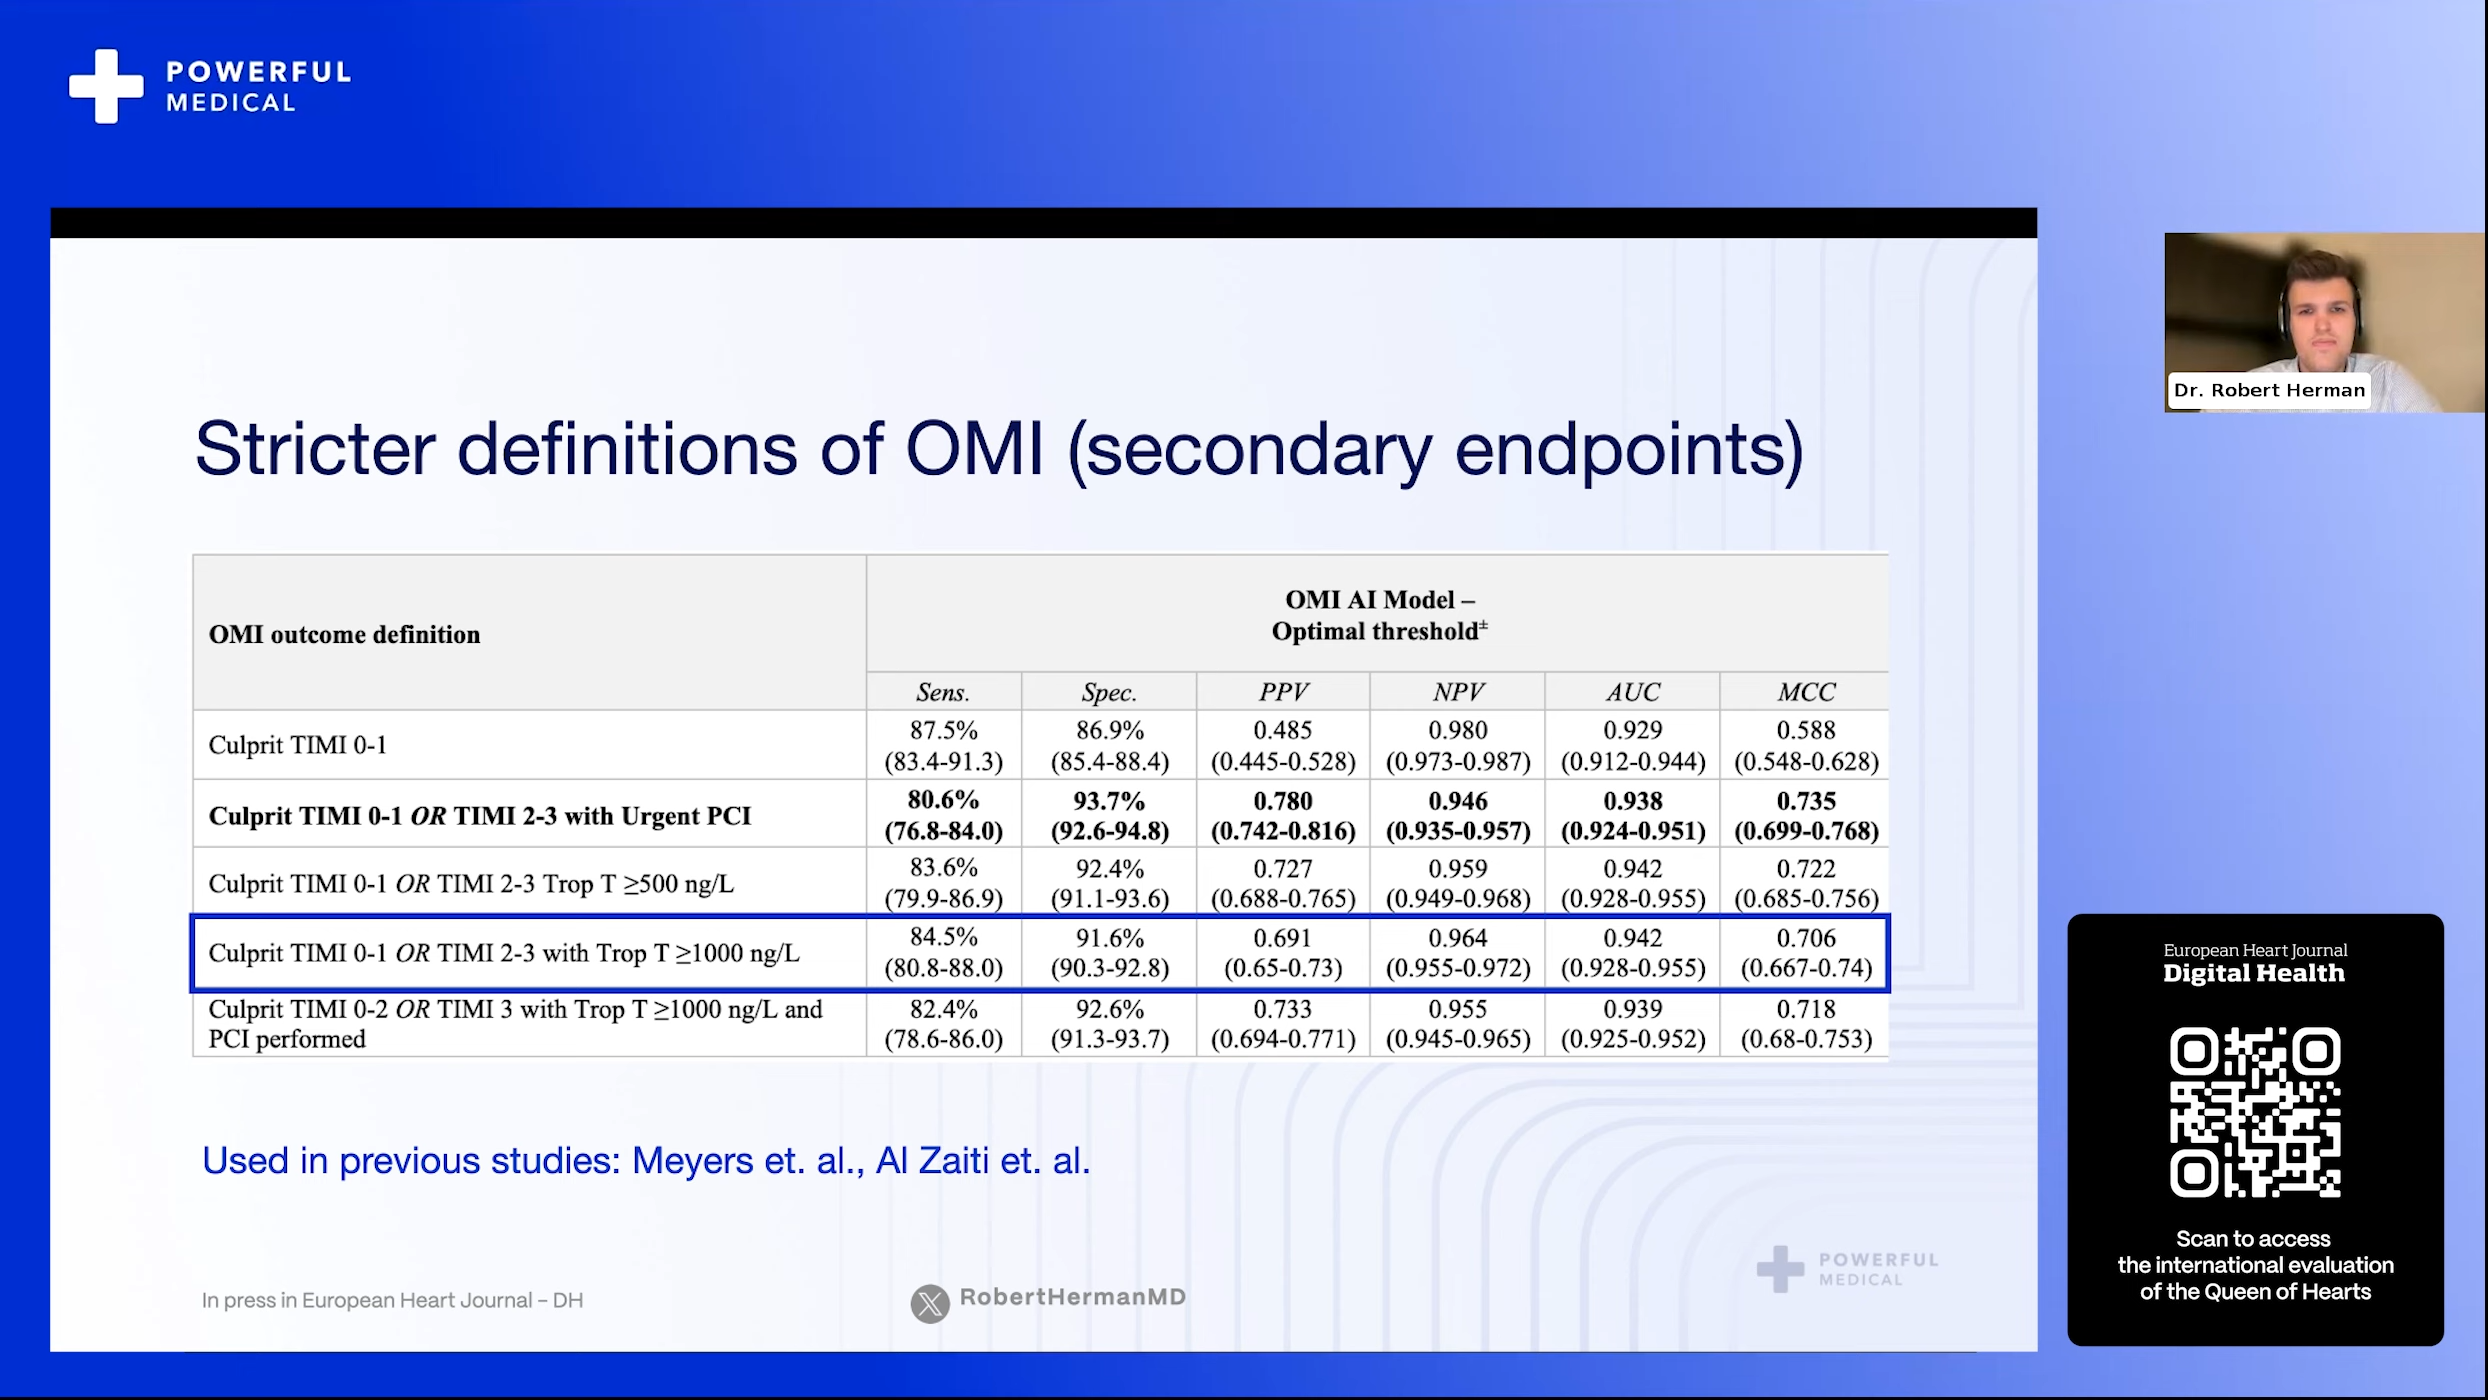 POWERFUL
MEDICAL
Dr. Robert Herman
Stricter definitions of OMI (secondary endpoints)
OMI outcome definition
OMI AI Model –
Optimal threshold±
Sens. Spec. PPV NPV AUC MCC
Culprit TIMI 0-1
87.5% 86.9% 0.485 0.980 0.929 0.588
(83.4-91.3) (85.4-88.4) (0.445-0.528) (0.973-0.987) (0.912-0.944) (0.548-0.628)
Culprit TIMI 0-1 OR TIMI 2-3 with Urgent PCI
80.6% 93.7% 0.780 0.946 0.938 0.735
(76.8-84.0) (92.6-94.8) (0.742-0.816) (0.935-0.957) (0.924-0.951) (0.699-0.768)
Culprit TIMI 0-1 OR TIMI 2-3 Trop T ≥500 ng/L
83.6% 92.4% 0.727 0.959 0.942 0.722
(79.9-86.9) (91.1-93.6) (0.688-0.765) (0.949-0.968) (0.928-0.955) (0.685-0.756)
Culprit TIMI 0-1 OR TIMI 2-3 with Trop T ≥1000 ng/L
84.5% 91.6% 0.691 0.964 0.942 0.706
(80.8-88.0) (90.3-92.8) (0.65-0.73) (0.955-0.972) (0.928-0.955) (0.667-0.74)
Culprit TIMI 0-2 OR TIMI 3 with Trop T ≥1000 ng/L and
PCI performed
82.4% 92.6% 0.733 0.955 0.939 0.718
(78.6-86.0) (91.3-93.7) (0.694-0.771) (0.945-0.965) (0.925-0.952) (0.68-0.753)
Used in previous studies: Meyers et. al., Al Zaiti et. al.
In press in European Heart Journal – DH
RobertHermanMD
POWERFUL
MEDICAL
European Heart Journal
Digital Health
Scan to access
the international evaluation
of the Queen of Hearts